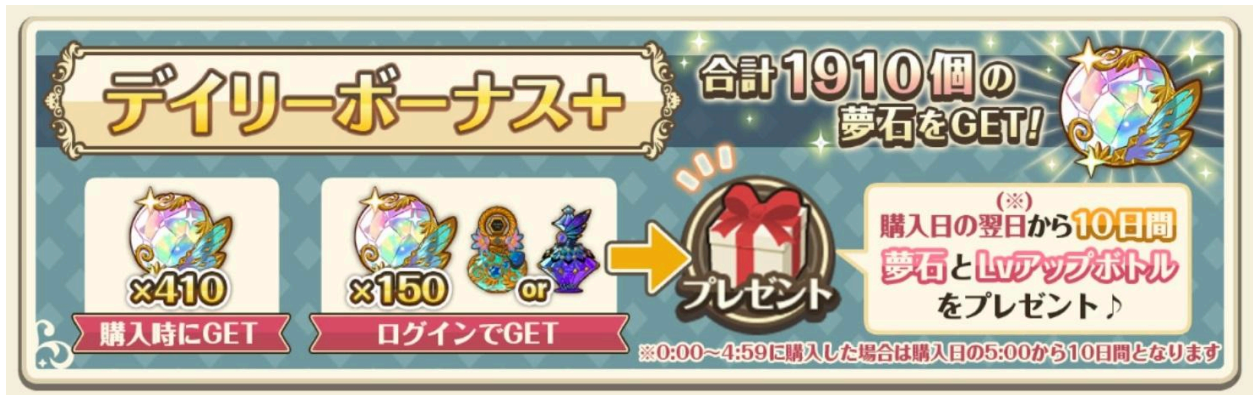 デイリーボーナス+
合計1910個の
夢石をGET!
×410
購入時にGET
×150
or
ログインでGET
プレゼント
(※)
購入日の翌日から10日間
夢石とLvアップボトル
をプレゼント♪
※0:00～4:59に購入した場合は購入日の5:00から10日間となります